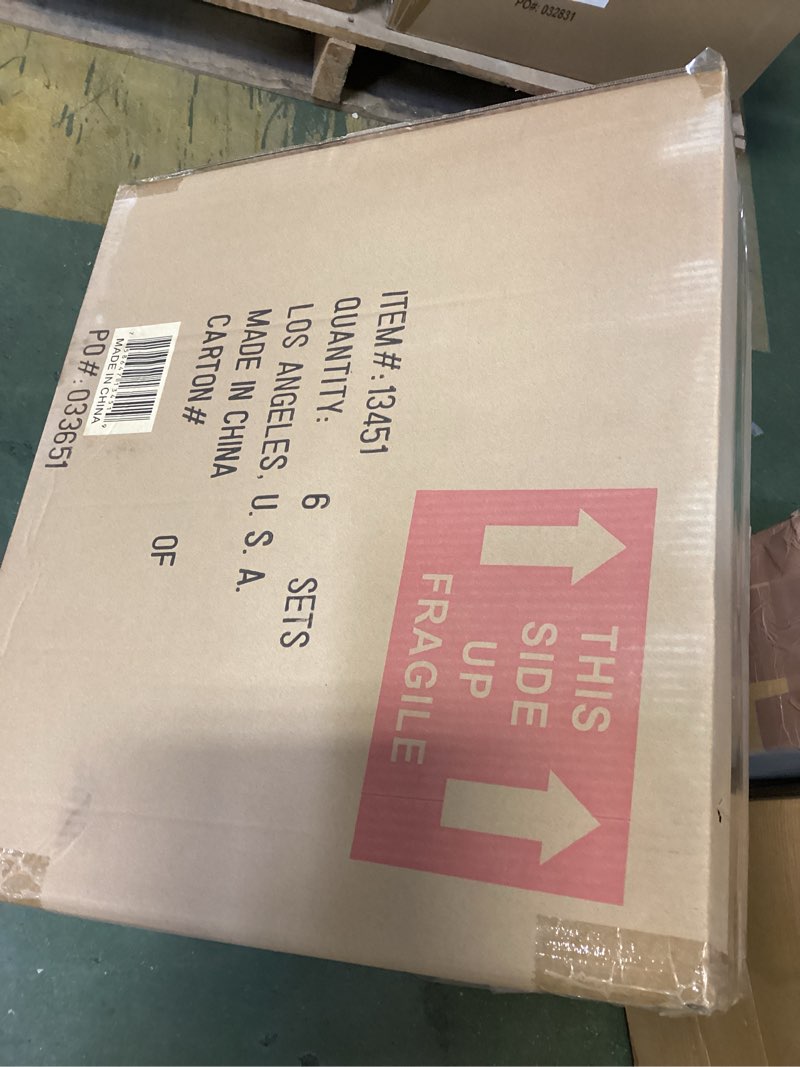 PO#: 032831
ITEM #: 13451
QUANTITY: 6 SETS
LOS ANGELES, U. S. A.
MADE IN CHINA
CARTON# OF
MADE IN CHINA
PO#: 033651
THIS
SIDE
UP
FRAGILE